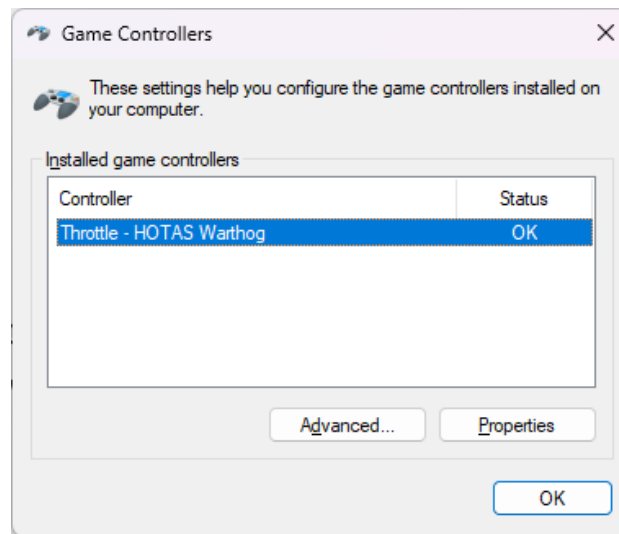 Game Controllers
These settings help you configure the game controllers installed on
your computer.
Installed game controllers
Controller Status
Throttle - HOTAS Warthog OK
Advanced... Properties
OK